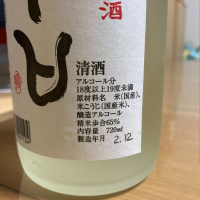 酒
清酒
アルコール分
18度以上19度未満
原材料名 米(国産)、
米こうじ(国産米)、
醸造アルコール
精米歩合65%
内容量 720ml
製造年月 2.12